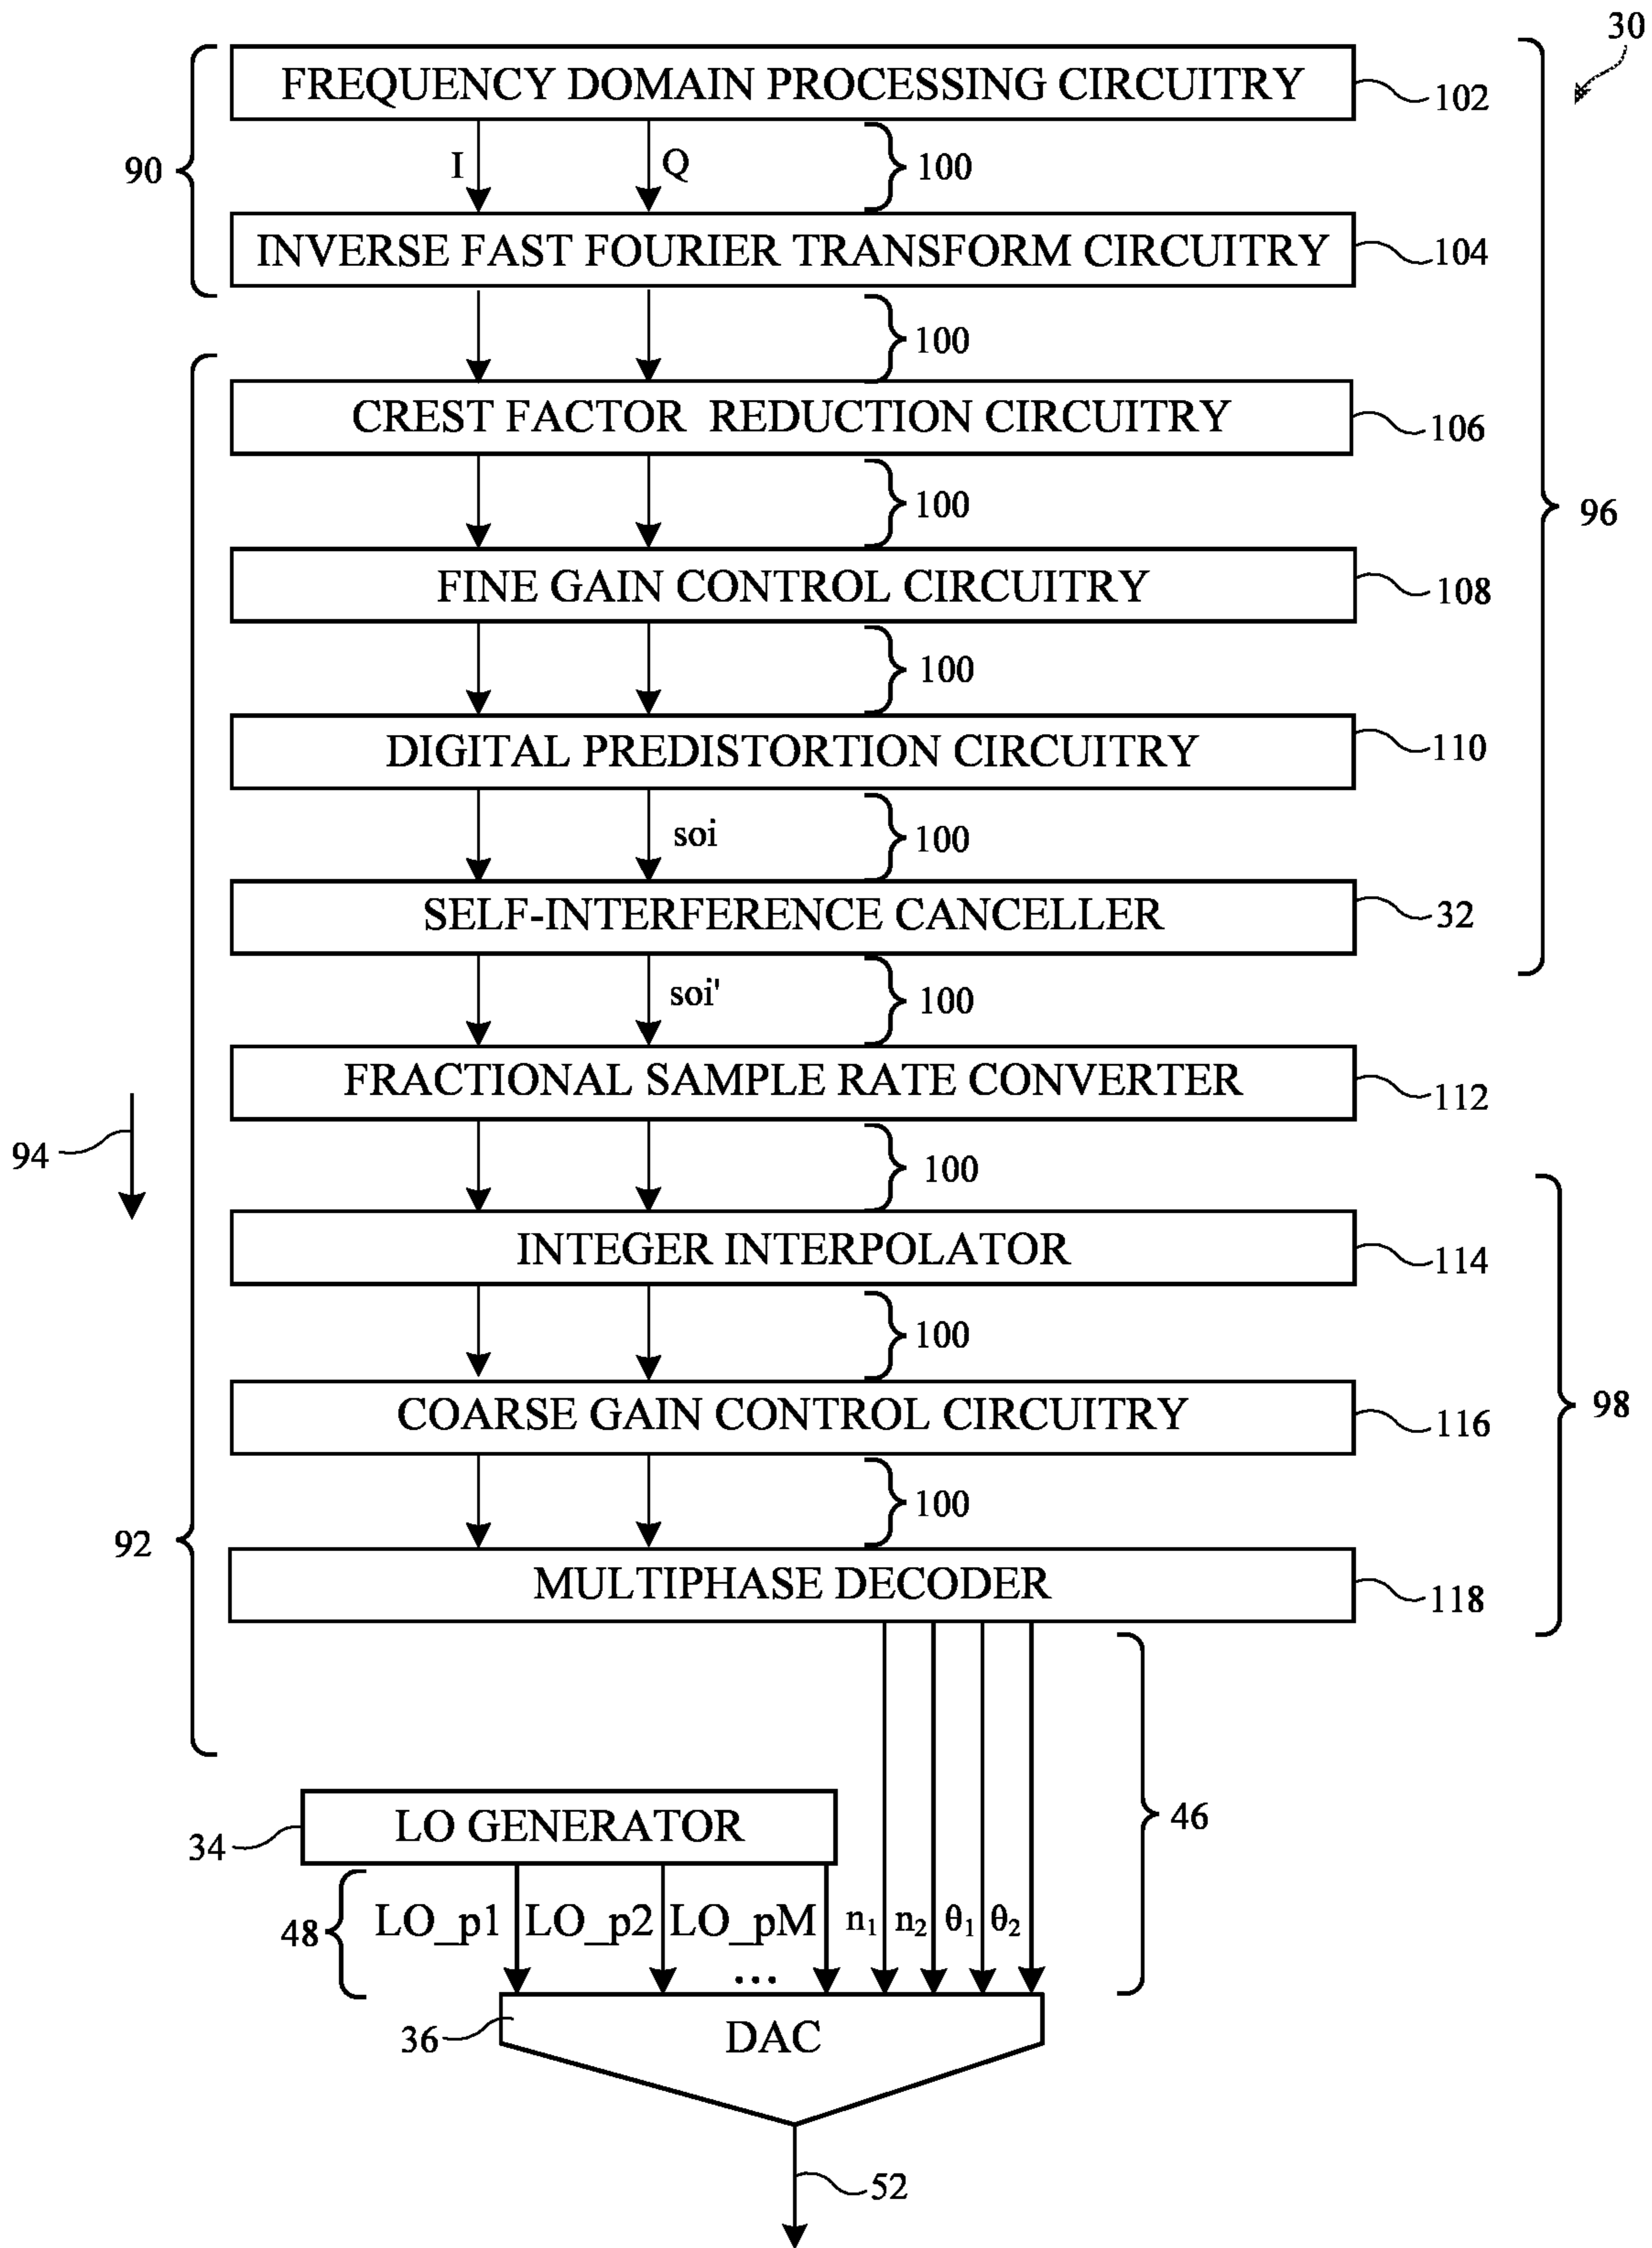 30
FREQUENCY DOMAIN PROCESSING CIRCUITRY
102
90
I
Q
100
INVERSE FAST FOURIER TRANSFORM CIRCUITRY
104
100
CREST FACTOR REDUCTION CIRCUITRY
106
100
96
FINE GAIN CONTROL CIRCUITRY
108
100
DIGITAL PREDISTORTION CIRCUITRY
110
soi
100
SELF-INTERFERENCE CANCELLER
32
soi'
100
FRACTIONAL SAMPLE RATE CONVERTER
112
94
100
INTEGER INTERPOLATOR
114
100
98
COARSE GAIN CONTROL CIRCUITRY
116
100
92
MULTIPHASE DECODER
118
46
LO GENERATOR
34
48
LO_p1
LO_p2
LO_pM
n₁
n₂
θ₁
θ₂
...
36
DAC
52